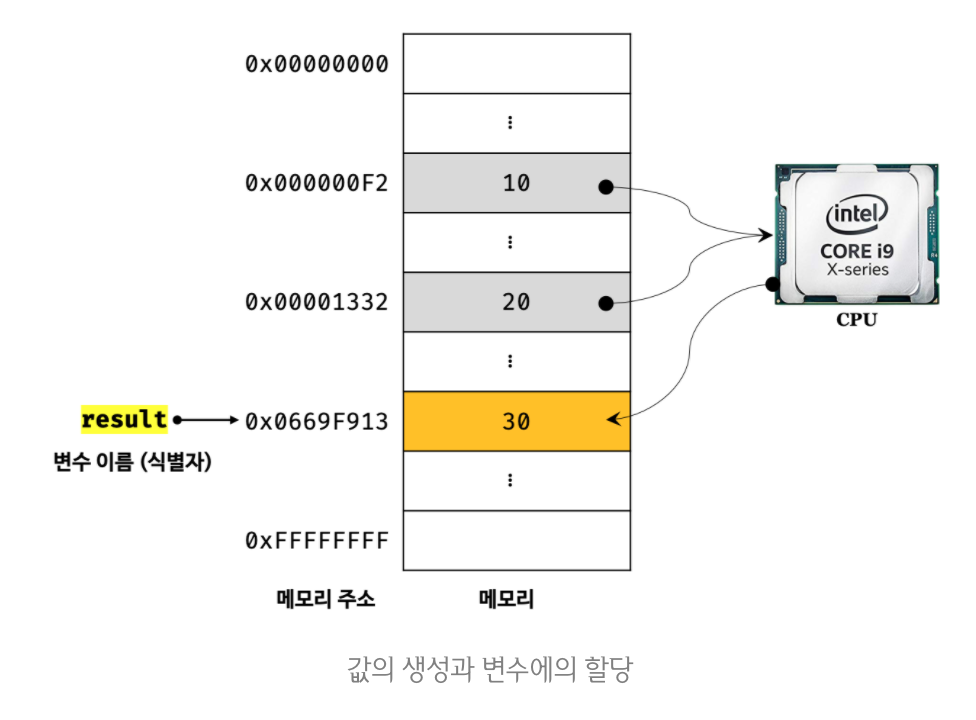 0x00000000
⋮
0x000000F2 10
⋮
0x00001332 20
⋮
result 0x0669F913 30
변수 이름 (식별자)
⋮
0xFFFFFFFF
메모리 주소 메모리
intel
CORE i9
X-series
CPU
값의 생성과 변수에의 할당